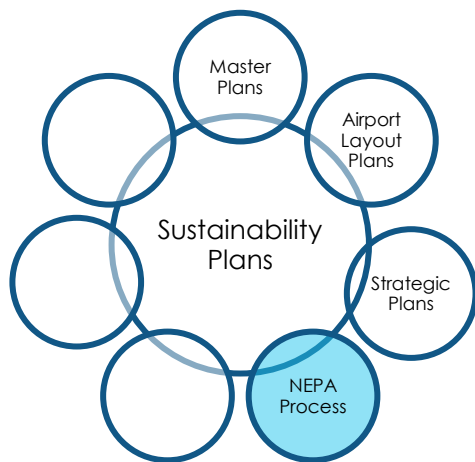 Master
Plans
Airport
Layout
Plans
Sustainability
Plans
Strategic
Plans
NEPA
Process